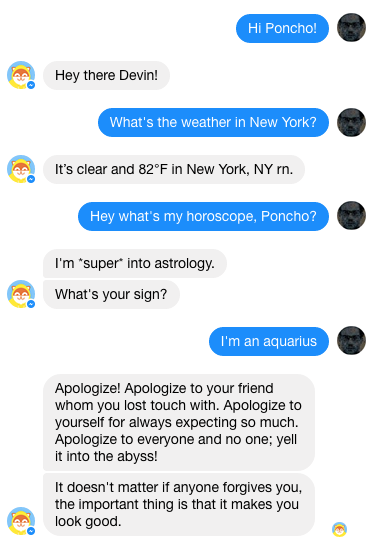 Hi Poncho!
Hey there Devin!
What's the weather in New York?
It’s clear and 82°F in New York, NY rn.
Hey what's my horoscope, Poncho?
I'm *super* into astrology.
What's your sign?
I'm an aquarius
Apologize! Apologize to your friend
whom you lost touch with. Apologize to
yourself for always expecting so much.
Apologize to everyone and no one; yell
it into the abyss!
It doesn't matter if anyone forgives you,
the important thing is that it makes you
look good.